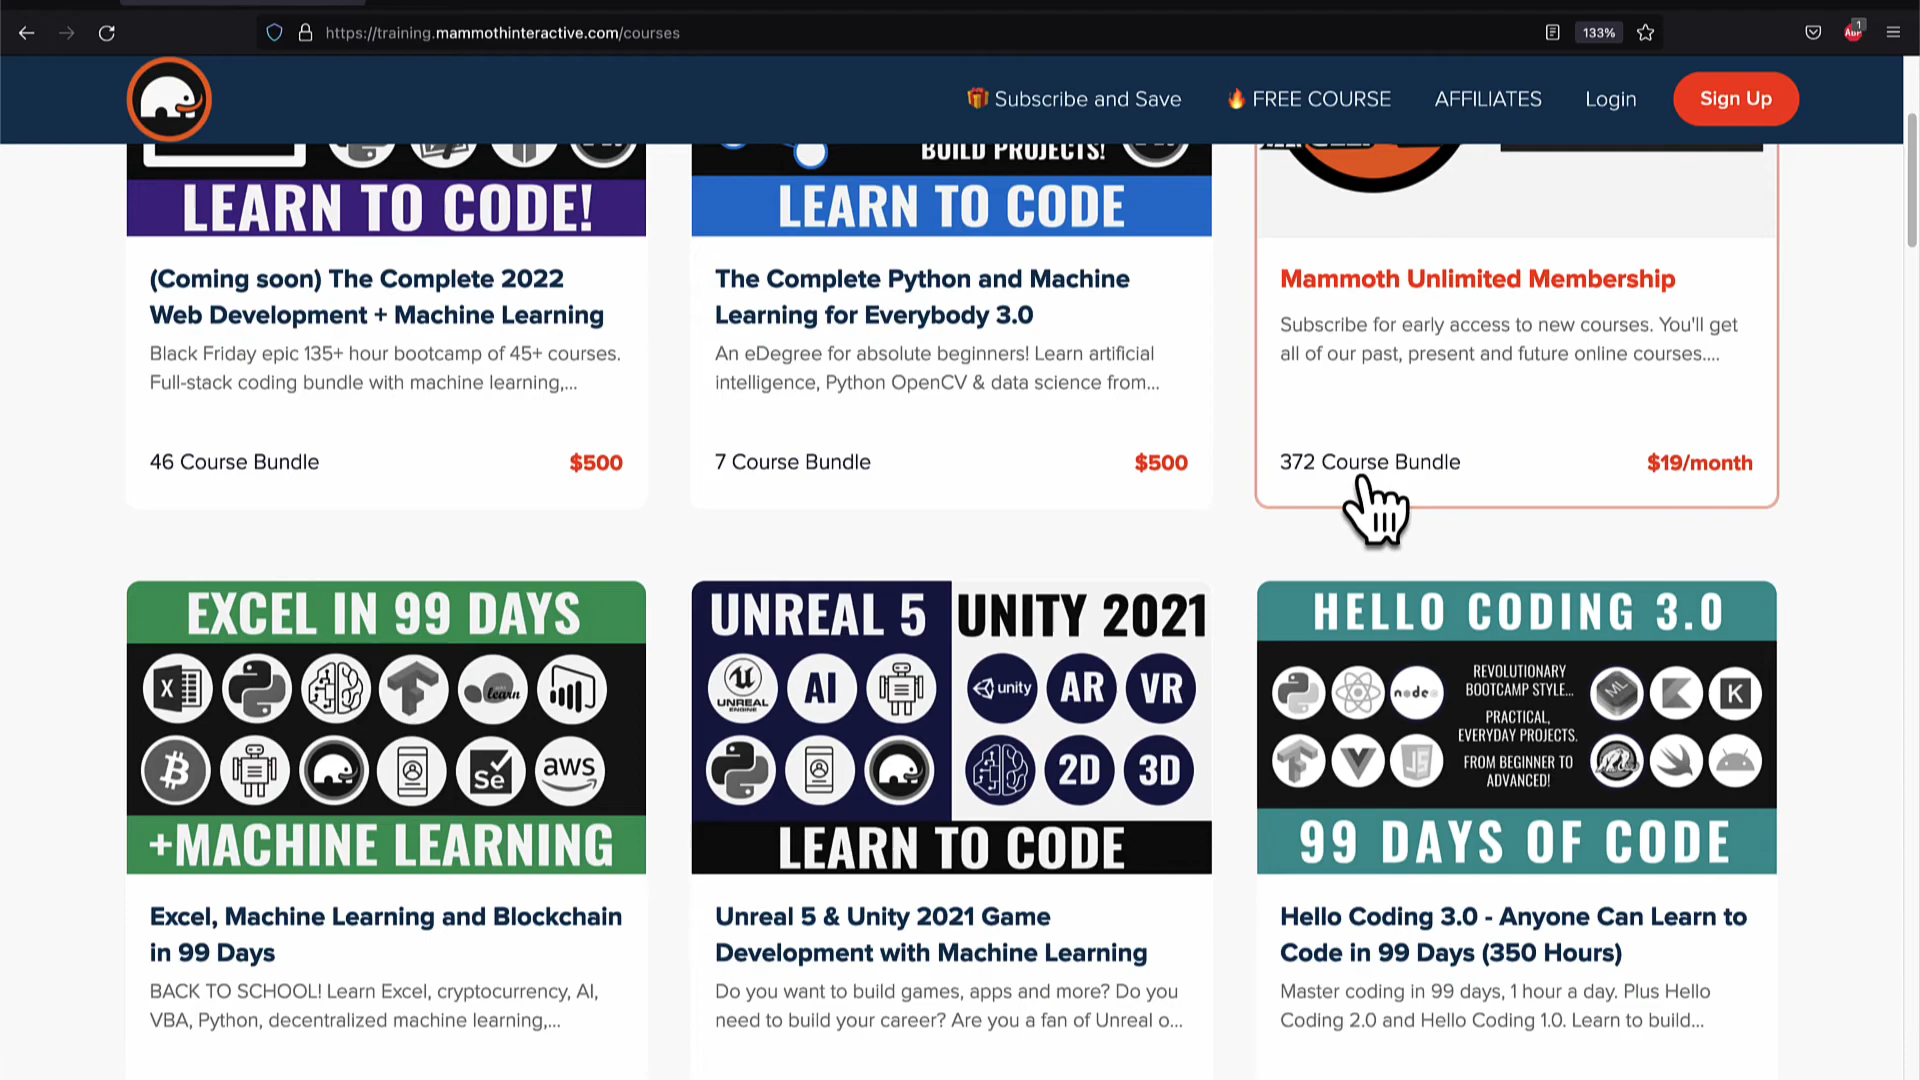 https://training.mammothinteractive.com/courses
133%
1
ABP
Subscribe and Save
FREE COURSE
AFFILIATES
Login
Sign Up
BUILD PROJECTS!
LEARN TO CODE!
LEARN TO CODE
(Coming soon) The Complete 2022
Web Development + Machine Learning
Black Friday epic 135+ hour bootcamp of 45+ courses.
Full-stack coding bundle with machine learning,...
46 Course Bundle
$500
The Complete Python and Machine
Learning for Everybody 3.0
An eDegree for absolute beginners! Learn artificial
intelligence, Python OpenCV & data science from...
7 Course Bundle
$500
Mammoth Unlimited Membership
Subscribe for early access to new courses. You'll get
all of our past, present and future online courses....
372 Course Bundle
$19/month
EXCEL IN 99 DAYS
X
learn
Se
aws
+MACHINE LEARNING
Excel, Machine Learning and Blockchain
in 99 Days
BACK TO SCHOOL! Learn Excel, cryptocurrency, AI,
VBA, Python, decentralized machine learning,...
UNREAL 5
UNITY 2021
UNREAL
ENGINE
AI
unity
AR
VR
2D
3D
LEARN TO CODE
Unreal 5 & Unity 2021 Game
Development with Machine Learning
Do you want to build games, apps and more? Do you
need to build your career? Are you a fan of Unreal o...
HELLO CODING 3.0
node
REVOLUTIONARY
BOOTCAMP STYLE...
PRACTICAL,
EVERYDAY PROJECTS.
FROM BEGINNER TO
ADVANCED!
ML
K
JS
99 DAYS OF CODE
Hello Coding 3.0 - Anyone Can Learn to
Code in 99 Days (350 Hours)
Master coding in 99 days, 1 hour a day. Plus Hello
Coding 2.0 and Hello Coding 1.0. Learn to build...